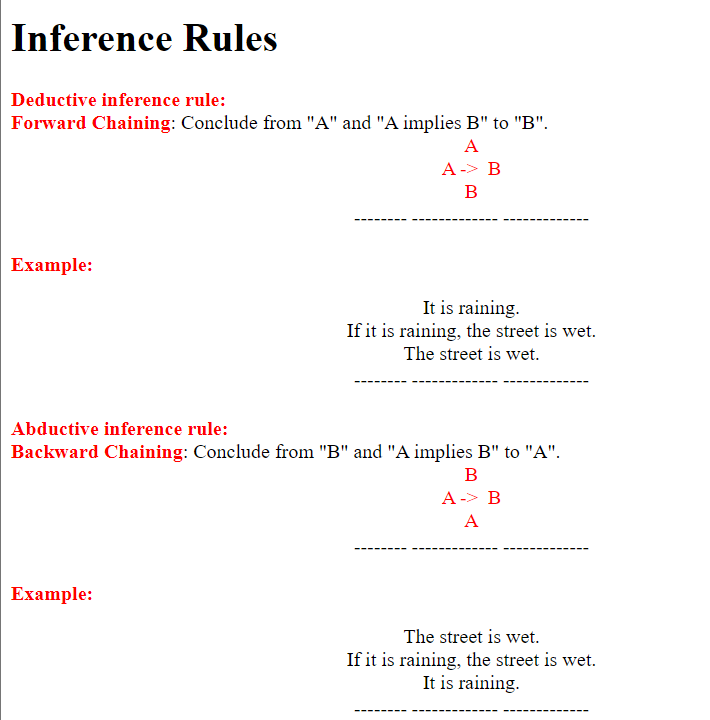 Inference Rules
Deductive inference rule:
Forward Chaining: Conclude from "A" and "A implies B" to "B".
A
A -> B
B
-------- ------------- -------------
Example:
It is raining.
If it is raining, the street is wet.
The street is wet.
-------- ------------- -------------
Abductive inference rule:
Backward Chaining: Conclude from "B" and "A implies B" to "A".
B
A -> B
A
-------- ------------- -------------
Example:
The street is wet.
If it is raining, the street is wet.
It is raining.
-------- ------------- -------------